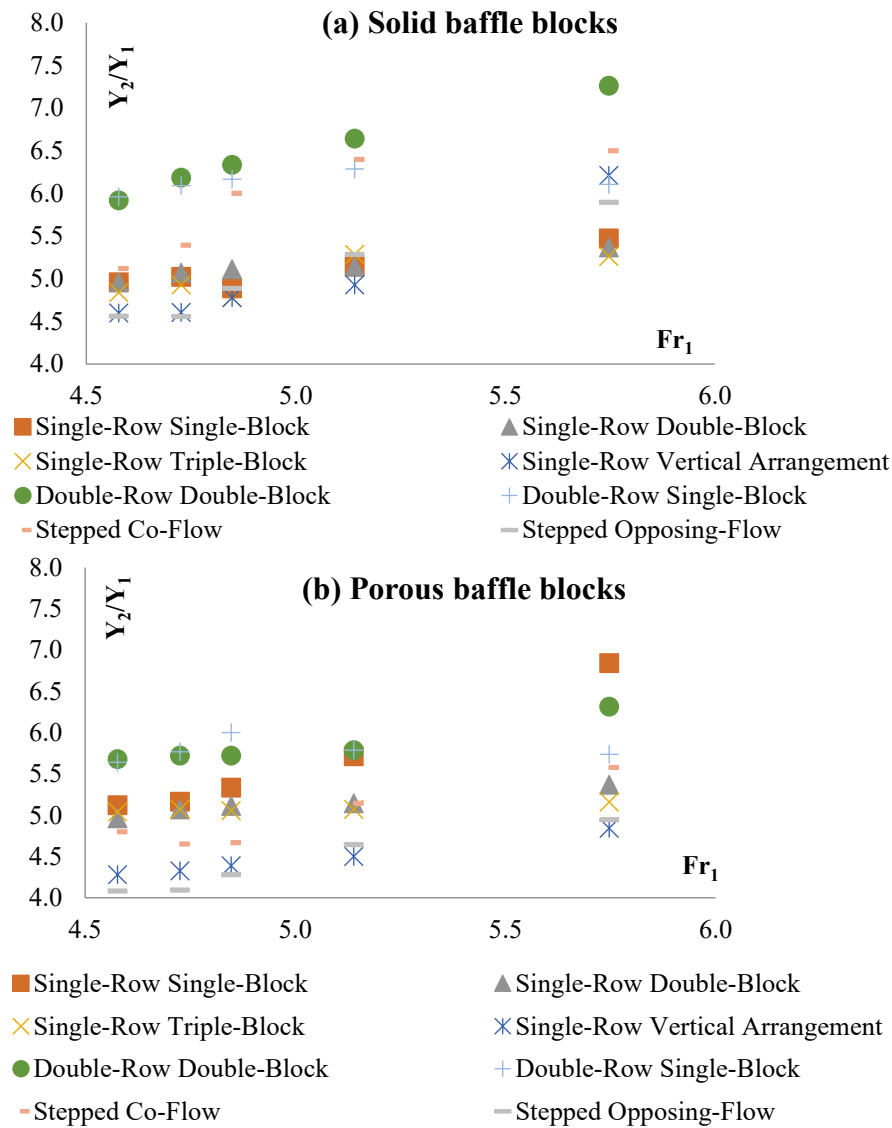 (a) Solid baffle blocks
Y2/Y1
8.0
7.5
7.0
6.5
6.0
5.5
5.0
4.5
4.0
Fr1
4.5 5.0 5.5 6.0
Single-Row Single-Block Single-Row Double-Block
Single-Row Triple-Block Single-Row Vertical Arrangement
Double-Row Double-Block Double-Row Single-Block
Stepped Co-Flow Stepped Opposing-Flow
(b) Porous baffle blocks
Y2/Y1
8.0
7.5
7.0
6.5
6.0
5.5
5.0
4.5
4.0
Fr1
4.5 5.0 5.5 6.0
Single-Row Single-Block Single-Row Double-Block
Single-Row Triple-Block Single-Row Vertical Arrangement
Double-Row Double-Block Double-Row Single-Block
Stepped Co-Flow Stepped Opposing-Flow